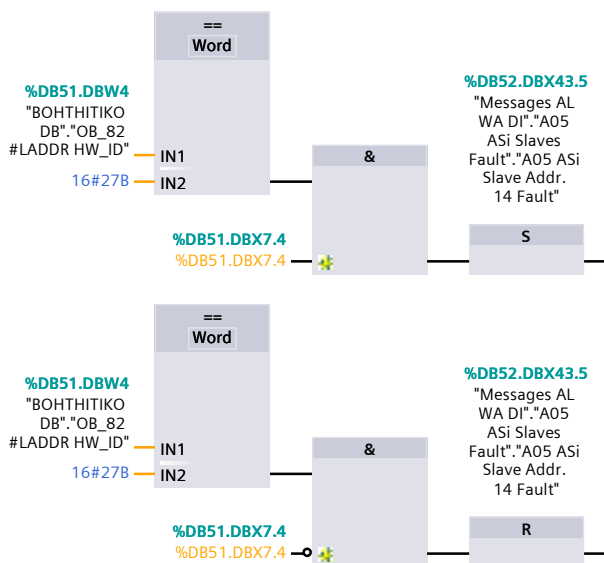 ==
Word
%DB51.DBW4
"BOHTHITIKO
DB"."OB_82
#LADDR HW_ID"
IN1
16#27B
IN2
&
%DB51.DBX7.4
%DB51.DBX7.4
%DB52.DBX43.5
"Messages AL
WA DI"."A05
ASi Slaves
Fault"."A05 ASi
Slave Addr.
14 Fault"
S
==
Word
%DB51.DBW4
"BOHTHITIKO
DB"."OB_82
#LADDR HW_ID"
IN1
16#27B
IN2
&
%DB51.DBX7.4
%DB51.DBX7.4
%DB52.DBX43.5
"Messages AL
WA DI"."A05
ASi Slaves
Fault"."A05 ASi
Slave Addr.
14 Fault"
R